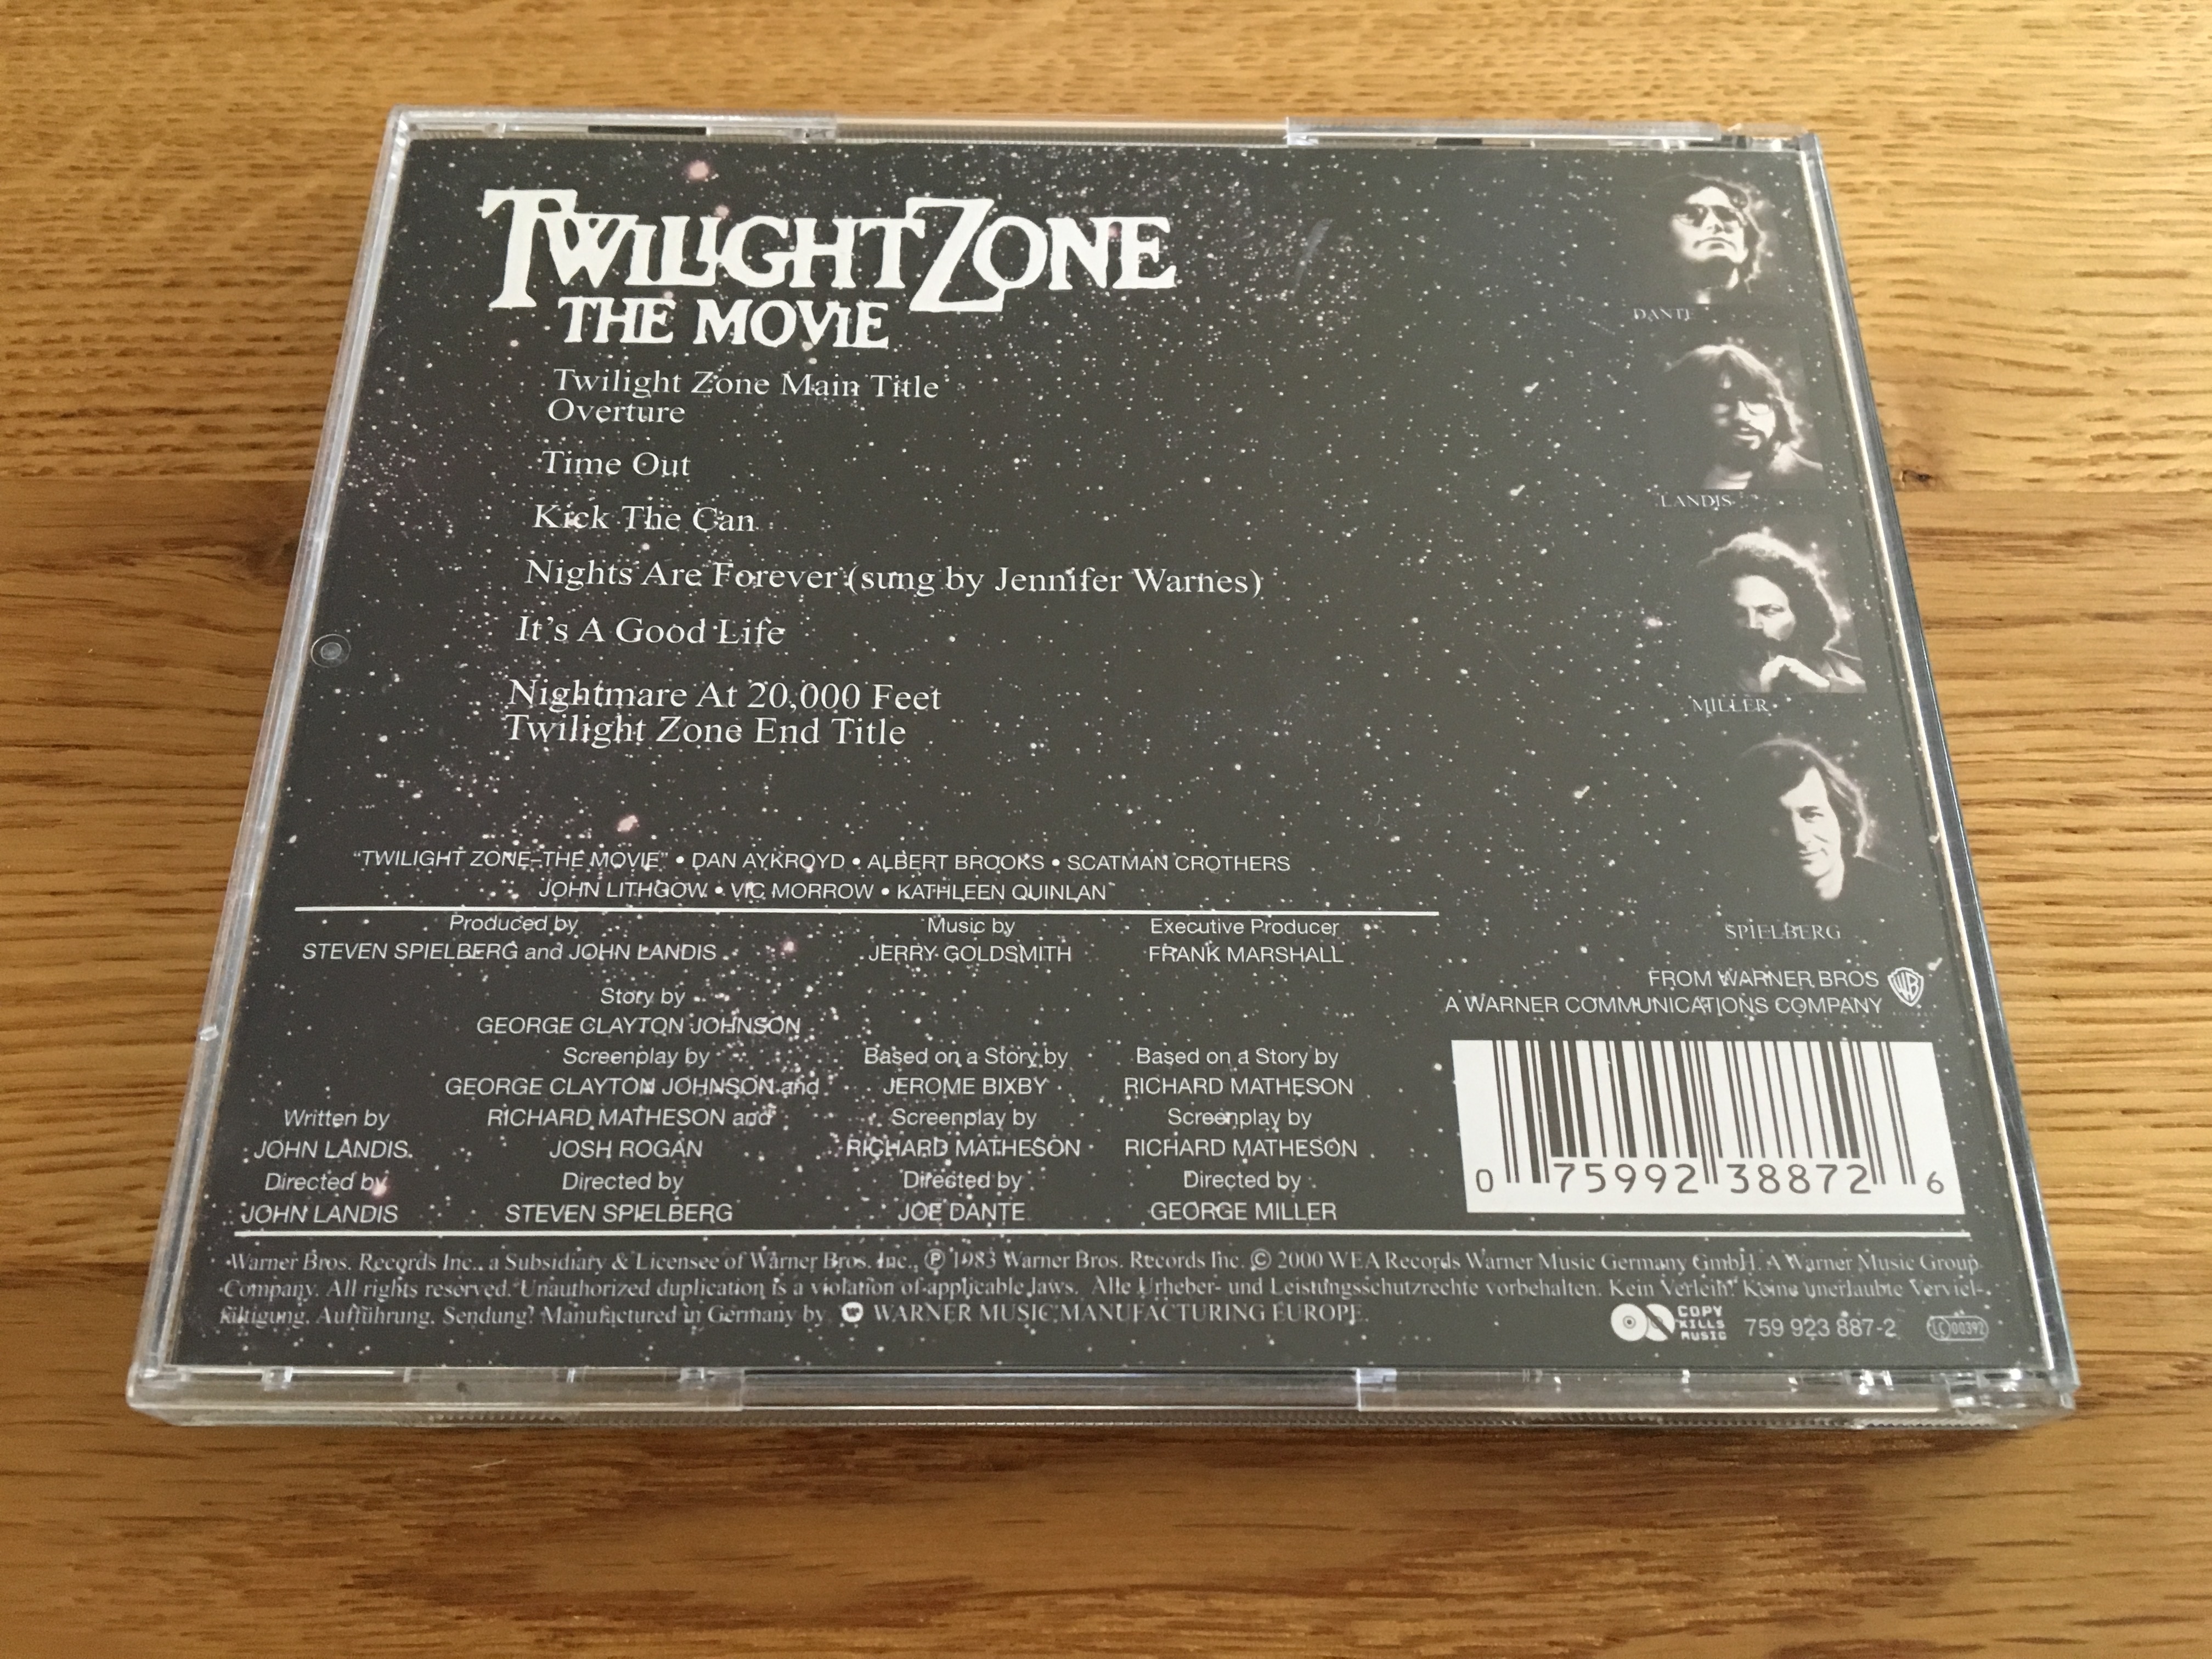 TWILIGHT ZONE
THE MOVIE
Twilight Zone Main Title
Overture
Time Out
Kick The Can
Nights Are Forever (sung by Jennifer Warnes)
It's A Good Life
Nightmare At 20,000 Feet
Twilight Zone End Title
DANTE
LANDIS
MILLER
SPIELBERG
"TWILIGHT ZONE–THE MOVIE" • DAN AYKROYD • ALBERT BROOKS • SCATMAN CROTHERS
JOHN LITHGOW • VIC MORROW • KATHLEEN QUINLAN
Produced by
STEVEN SPIELBERG and JOHN LANDIS
Music by
JERRY GOLDSMITH
Executive Producer
FRANK MARSHALL
Written by
JOHN LANDIS
Directed by
JOHN LANDIS
Story by
GEORGE CLAYTON JOHNSON
Screenplay by
GEORGE CLAYTON JOHNSON and
RICHARD MATHESON and
JOSH ROGAN
Directed by
STEVEN SPIELBERG
Based on a Story by
JEROME BIXBY
Screenplay by
RICHARD MATHESON
Directed by
JOE DANTE
Based on a Story by
RICHARD MATHESON
Screenplay by
RICHARD MATHESON
Directed by
GEORGE MILLER
FROM WARNER BROS
A WARNER COMMUNICATIONS COMPANY
WB
0 75992 38872 6
Warner Bros. Records Inc., a Subsidiary & Licensee of Warner Bros. Inc., ℗ 1983 Warner Bros. Records Inc. © 2000 WEA Records Warner Music Germany GmbH. A Warner Music Group
Company. All rights reserved. Unauthorized duplication is a violation of applicable laws. Alle Urheber- und Leistungsschutzrechte vorbehalten. Kein Verleih! Keine unerlaubte Verviel-
fältigung, Aufführung, Sendung! Manufactured in Germany by WARNER MUSIC MANUFACTURING EUROPE.
COPY
KILLS
MUSIC
759 923 887-2
LC 00392